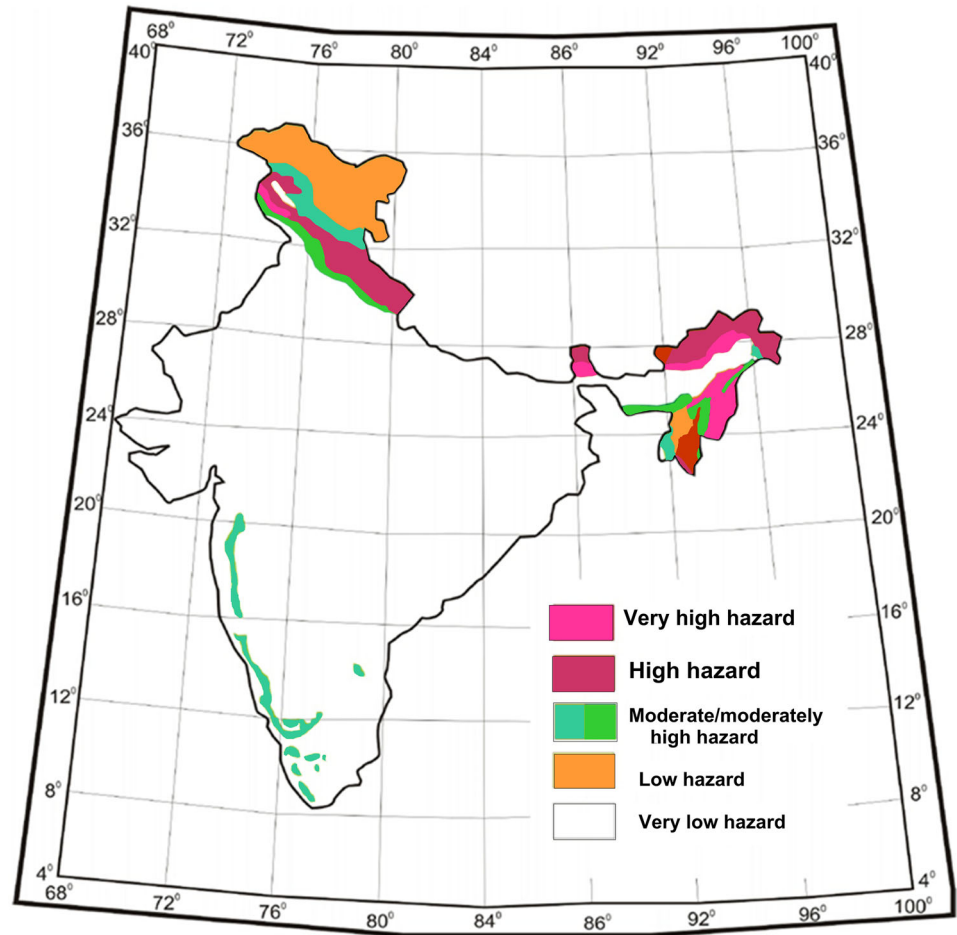 68° 72° 76° 80° 84° 86° 92° 96° 100°
40° 40°
36° 36°
32° 32°
28° 28°
24° 24°
20° 20°
16° 16°
12° 12°
8° 8°
4° 4°
Very high hazard
High hazard
Moderate/moderately
high hazard
Low hazard
Very low hazard
68° 72° 76° 80° 84° 86° 92° 96° 100°